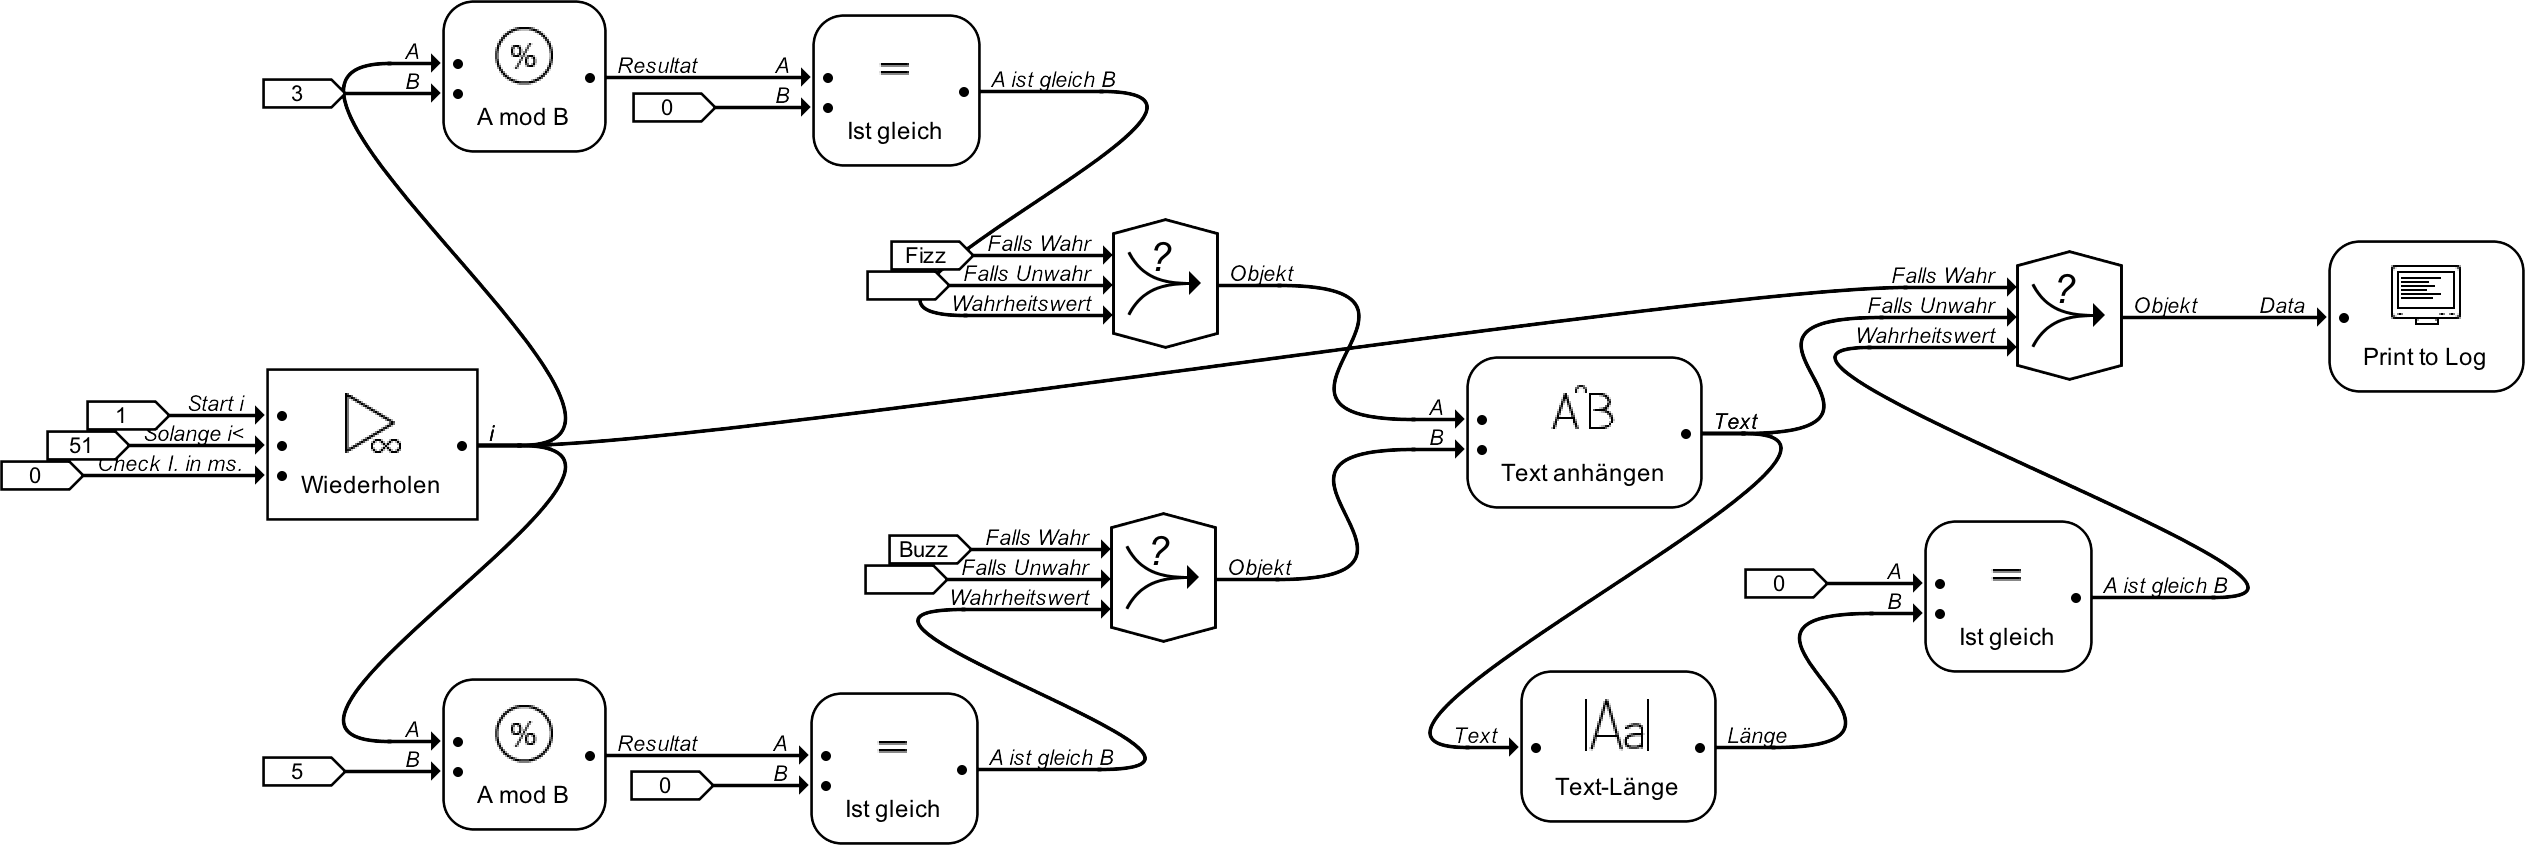 A
B
3
%
A mod B
Resultat
A
0
B
=
Ist gleich
A ist gleich B
Fizz
Falls Wahr
Falls Unwahr
Wahrheitswert
?
Objekt
1
Start i
51
Solange i<
0
Check I. in ms.
∞
Wiederholen
i
Buzz
Falls Wahr
Falls Unwahr
Wahrheitswert
?
Objekt
A
B
5
%
A mod B
Resultat
A
0
B
=
Ist gleich
A ist gleich B
A
B
AB
Text anhängen
Text
Text
|Aa|
Text-Länge
Länge
0
A
B
=
Ist gleich
A ist gleich B
Falls Wahr
Falls Unwahr
Wahrheitswert
?
Objekt
Data
Print to Log